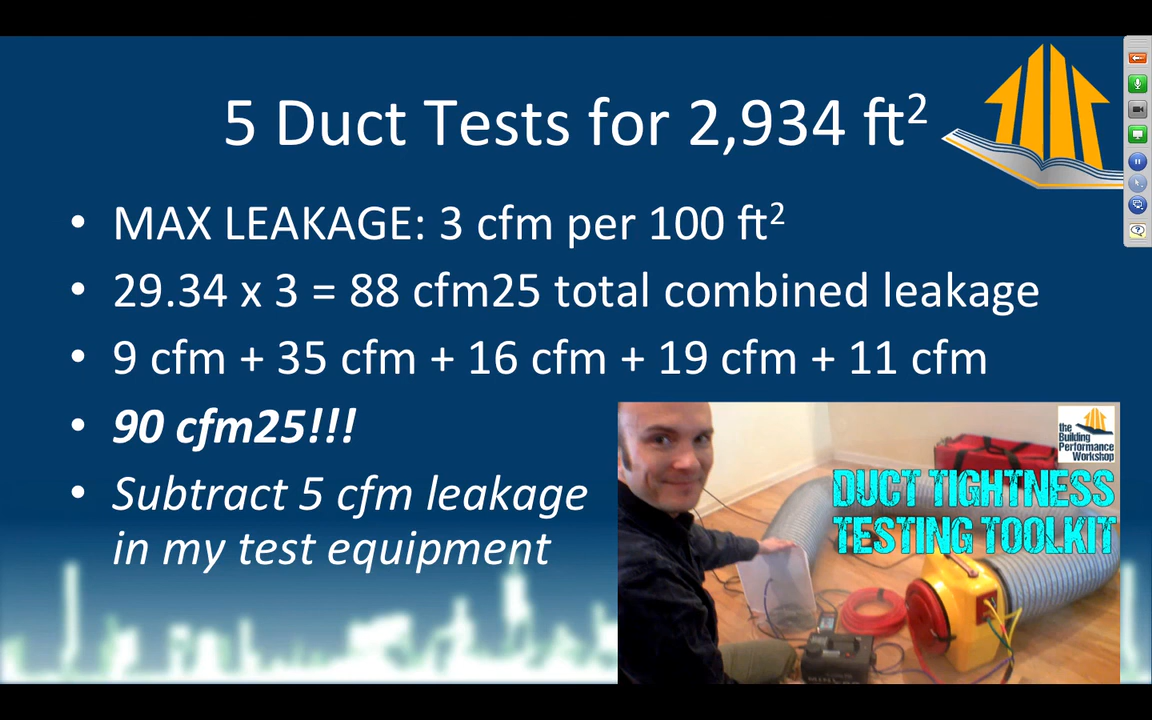 5 Duct Tests for 2,934 ft²
• MAX LEAKAGE: 3 cfm per 100 ft²
• 29.34 x 3 = 88 cfm25 total combined leakage
• 9 cfm + 35 cfm + 16 cfm + 19 cfm + 11 cfm
• 90 cfm25!!!
• Subtract 5 cfm leakage
in my test equipment
the
Building
Performance
Workshop
DUCT TIGHTNESS
TESTING TOOLKIT